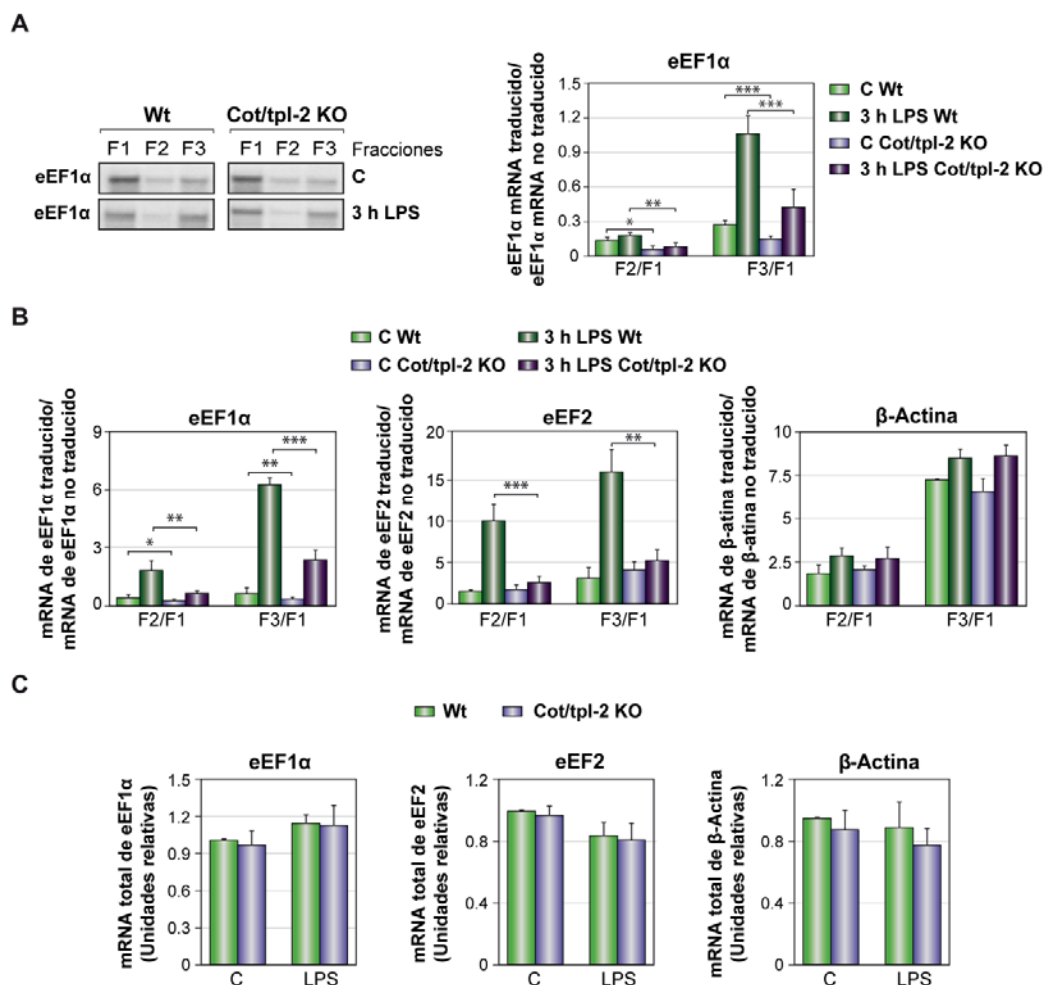 A
Wt Cot/tpl-2 KO
F1 F2 F3 F1 F2 F3 Fracciones
eEF1α C
eEF1α 3 h LPS
eEF1α
eEF1α mRNA traducido/
eEF1α mRNA no traducido
1.5
1.2
0.9
0.6
0.3
0
*** ***
* **
F2/F1 F3/F1
C Wt
3 h LPS Wt
C Cot/tpl-2 KO
3 h LPS Cot/tpl-2 KO
B
C Wt 3 h LPS Wt
C Cot/tpl-2 KO 3 h LPS Cot/tpl-2 KO
eEF1α
mRNA de eEF1α traducido/
mRNA de eEF1α no traducido
9
6
3
0
* ** ** ***
F2/F1 F3/F1
eEF2
mRNA de eEF2 traducido/
mRNA de eEF2 no traducido
20
15
10
5
0
*** **
F2/F1 F3/F1
β-Actina
mRNA de β-atina traducido/
mRNA de β-atina no traducido
10
7.5
5
2.5
0
F2/F1 F3/F1
C
Wt Cot/tpl-2 KO
eEF1α
mRNA total de eEF1α
(Unidades relativas)
1.5
1.2
0.9
0.6
0.3
0
C LPS
eEF2
mRNA total de eEF2
(Unidades relativas)
1.2
0.8
0.4
0
C LPS
β-Actina
mRNA total de β-Actina
(Unidades relativas)
1.2
0.8
0.4
0
C LPS